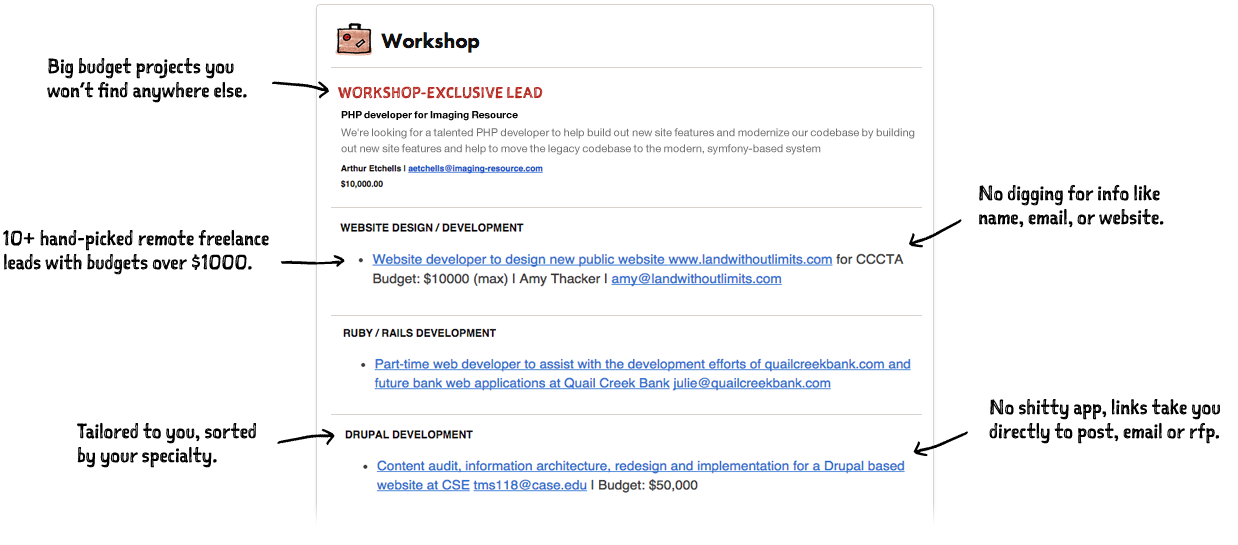 Workshop
Big budget projects you
won't find anywhere else.
WORKSHOP-EXCLUSIVE LEAD
PHP developer for Imaging Resource
We're looking for a talented PHP developer to help build out new site features and modernize our codebase by building
out new site features and help to move the legacy codebase to the modern, symfony-based system
Arthur Etchells | aetchells@imaging-resource.com
$10,000.00
No digging for info like
name, email, or website.
WEBSITE DESIGN / DEVELOPMENT
10+ hand-picked remote freelance
leads with budgets over $1000.
• Website developer to design new public website www.landwithoutlimits.com for CCCTA
Budget: $10000 (max) | Amy Thacker | amy@landwithoutlimits.com
RUBY / RAILS DEVELOPMENT
• Part-time web developer to assist with the development efforts of quailcreekbank.com and
future bank web applications at Quail Creek Bank julie@quailcreekbank.com
No shitty app, links take you
directly to post, email or rfp.
Tailored to you, sorted
by your specialty.
DRUPAL DEVELOPMENT
• Content audit, information architecture, redesign and implementation for a Drupal based
website at CSE tms118@case.edu | Budget: $50,000